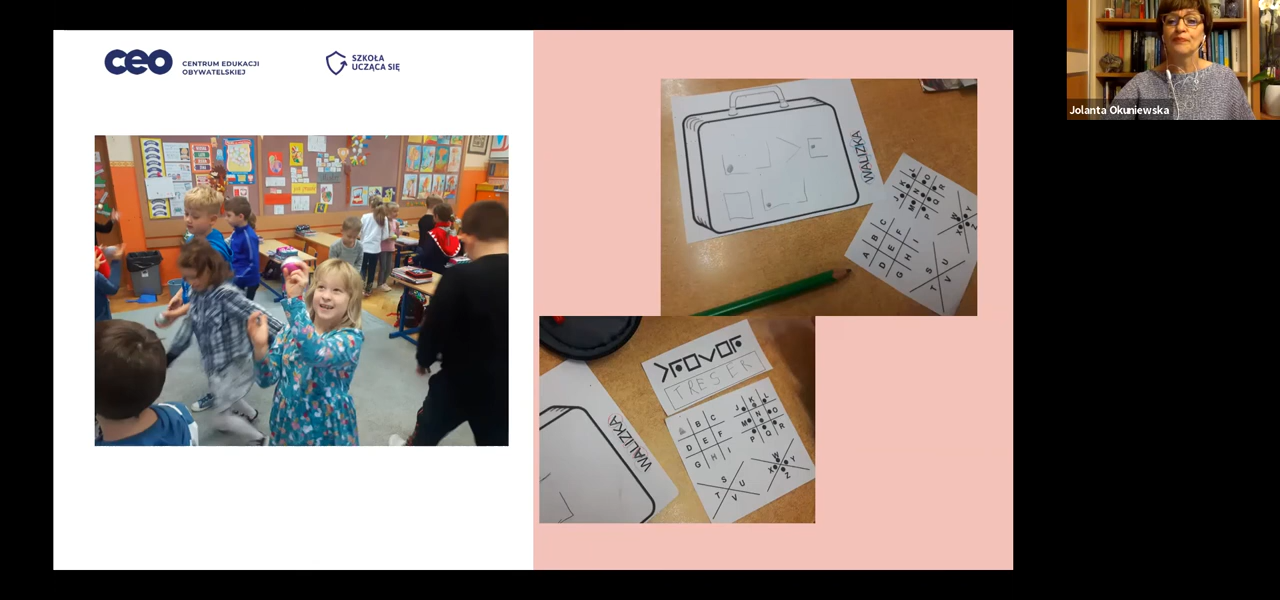 ceo
CENTRUM EDUKACJI
OBYWATELSKIEJ
SZKOŁA
UCZĄCA SIĘ
Jolanta Okuniewska
WALIZKA
A B C
D E F
G H I
J K L
M N O
P Q R
S
T U
V
W
X Y
Z
TRESER
WALIZKA
A B C
D E F
G H I
J K L
M N O
P Q R
S
T U
V
W
X Y
Z